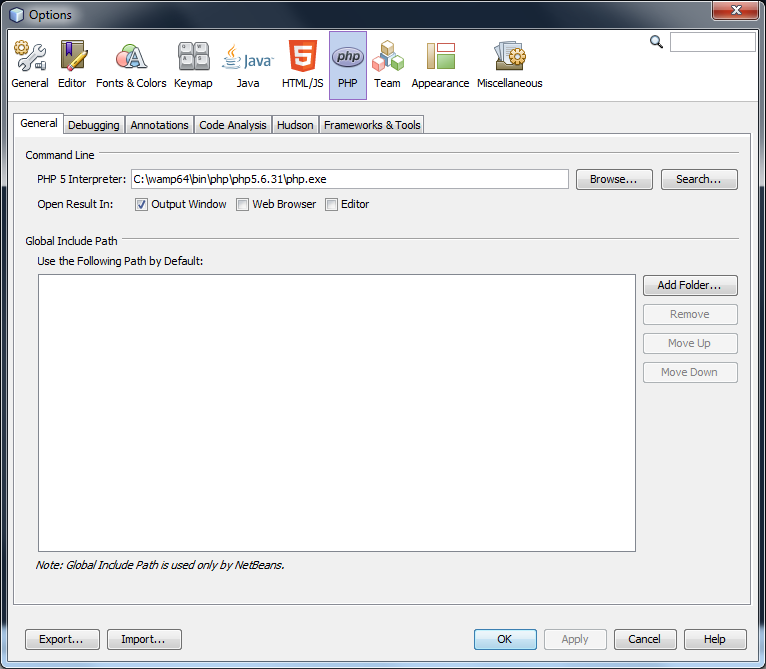 Options
General Editor Fonts & Colors Keymap Java HTML/JS PHP Team Appearance Miscellaneous
Java
5
php
General Debugging Annotations Code Analysis Hudson Frameworks & Tools
Command Line
PHP 5 Interpreter: C:\wamp64\bin\php\php5.6.31\php.exe Browse... Search...
Open Result In: Output Window Web Browser Editor
Global Include Path
Use the Following Path by Default:
Add Folder...
Remove
Move Up
Move Down
Note: Global Include Path is used only by NetBeans.
Export... Import... OK Apply Cancel Help